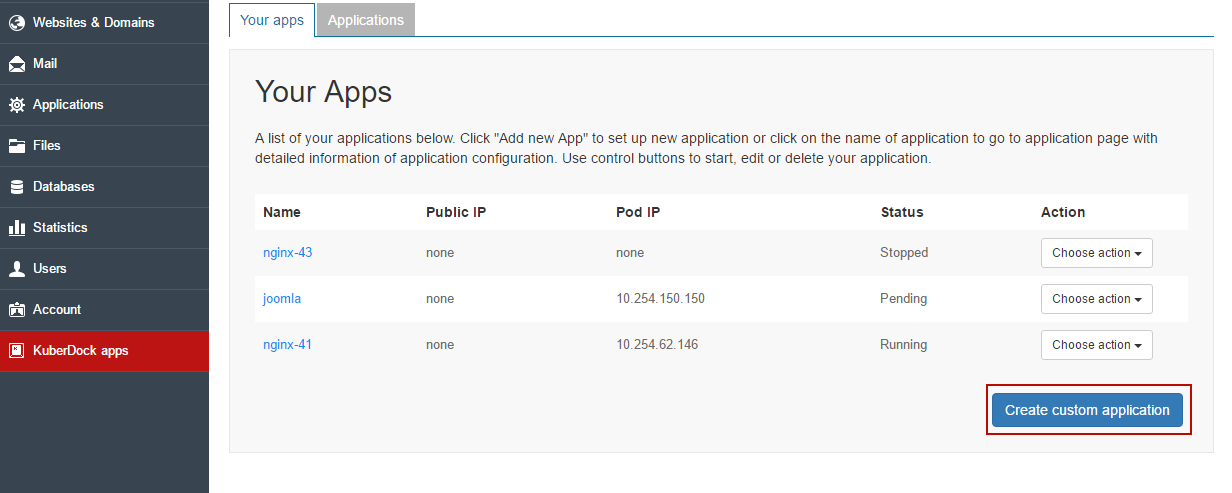 Websites & Domains
Mail
Applications
Files
Databases
Statistics
Users
Account
KuberDock apps
Your apps Applications
Your Apps
A list of your applications below. Click "Add new App" to set up new application or click on the name of application to go to application page with
detailed information of application configuration. Use control buttons to start, edit or delete your application.
Name Public IP Pod IP Status Action
nginx-43 none none Stopped Choose action
joomla none 10.254.150.150 Pending Choose action
nginx-41 none 10.254.62.146 Running Choose action
Create custom application